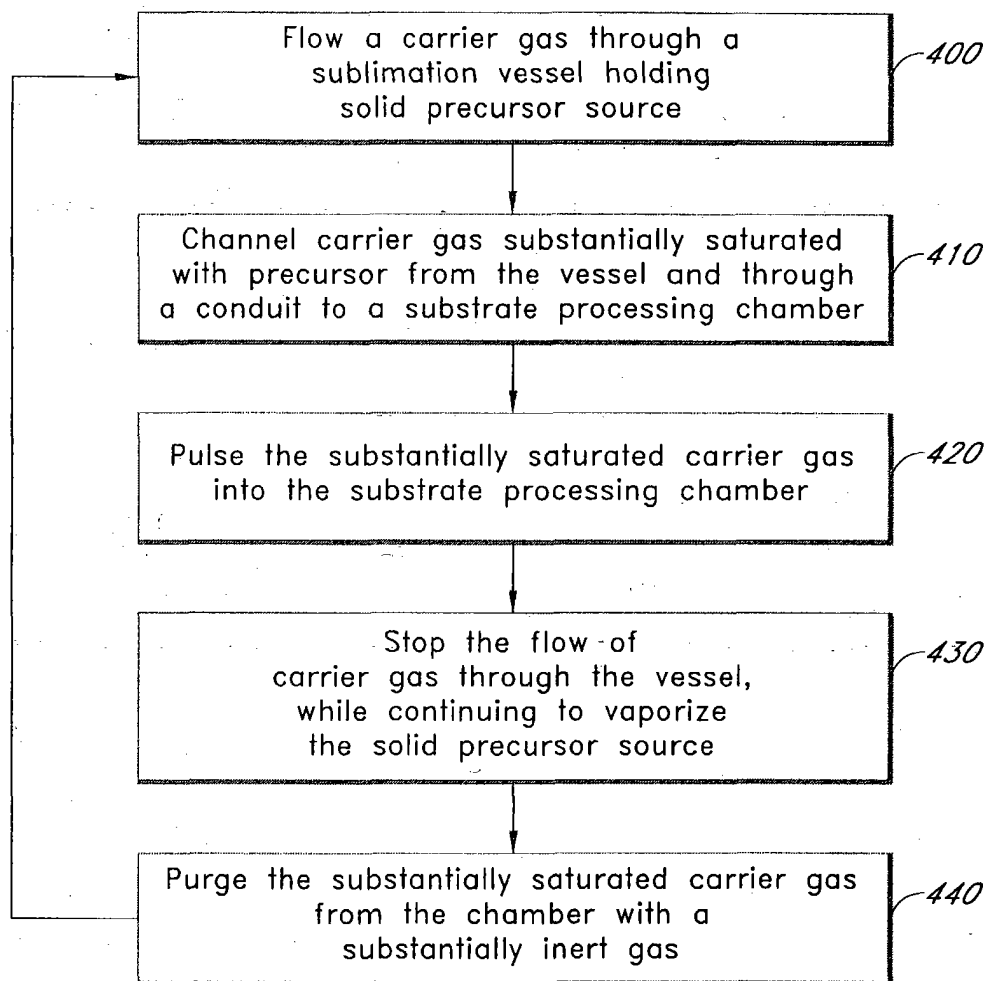 Flow a carrier gas through a
sublimation vessel holding
solid precursor source
400
Channel carrier gas substantially saturated
with precursor from the vessel and through
a conduit to a substrate processing chamber
410
Pulse the substantially saturated carrier gas
into the substrate processing chamber
420
Stop the flow of
carrier gas through the vessel,
while continuing to vaporize
the solid precursor source
430
Purge the substantially saturated carrier gas
from the chamber with a
substantially inert gas
440